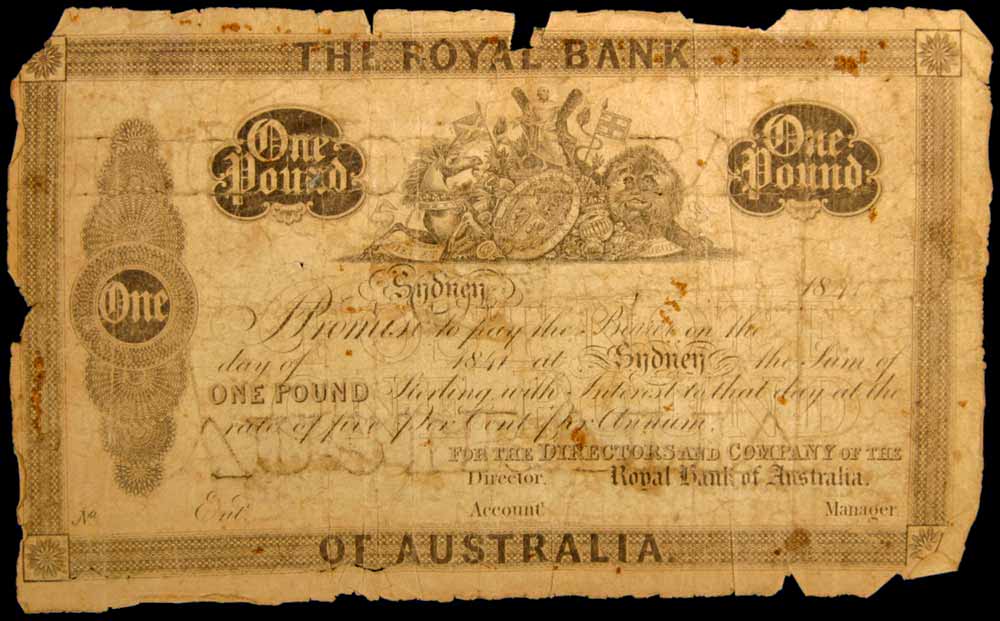 THE ROYAL BANK
One Pound
One Pound
One
Sydney 184
I Promise to pay the Bearer on the
day of 184 at Sydney the Sum of
ONE POUND Sterling with Interest to that day at the
rate of five Per Cent Per Annum.
FOR THE DIRECTORS AND COMPANY OF THE
Director. Royal Bank of Australia.
No Ent. Account. Manager
OF AUSTRALIA.